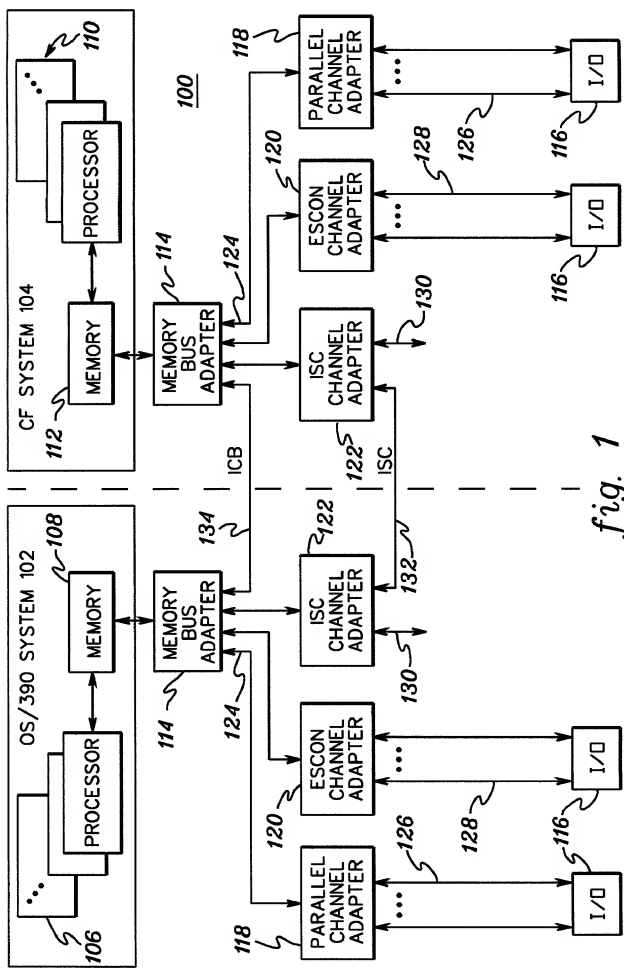 OS/390 SYSTEM 102
106
PROCESSOR
MEMORY
108
CF SYSTEM 104
110
PROCESSOR
MEMORY
112
100
114
MEMORY
BUS
ADAPTER
124
134
ICB
MEMORY
BUS
ADAPTER
114
124
118
PARALLEL
CHANNEL
ADAPTER
120
ESCON
CHANNEL
ADAPTER
122
ISC
CHANNEL
ADAPTER
130
132
ISC
122
ISC
CHANNEL
ADAPTER
130
120
ESCON
CHANNEL
ADAPTER
118
PARALLEL
CHANNEL
ADAPTER
126
128
128
126
116
I/O
116
I/O
116
I/O
116
I/O
fig. 1